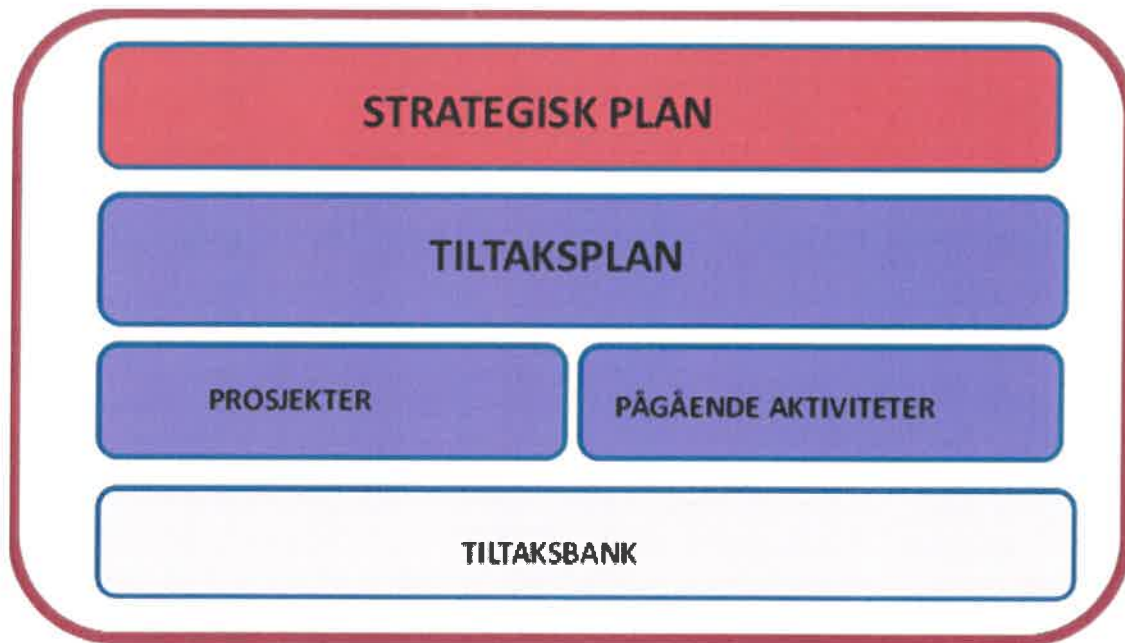 STRATEGISK PLAN
TILTAKSPLAN
PROSJEKTER
PÅGÅENDE AKTIVITETER
TILTAKSBANK